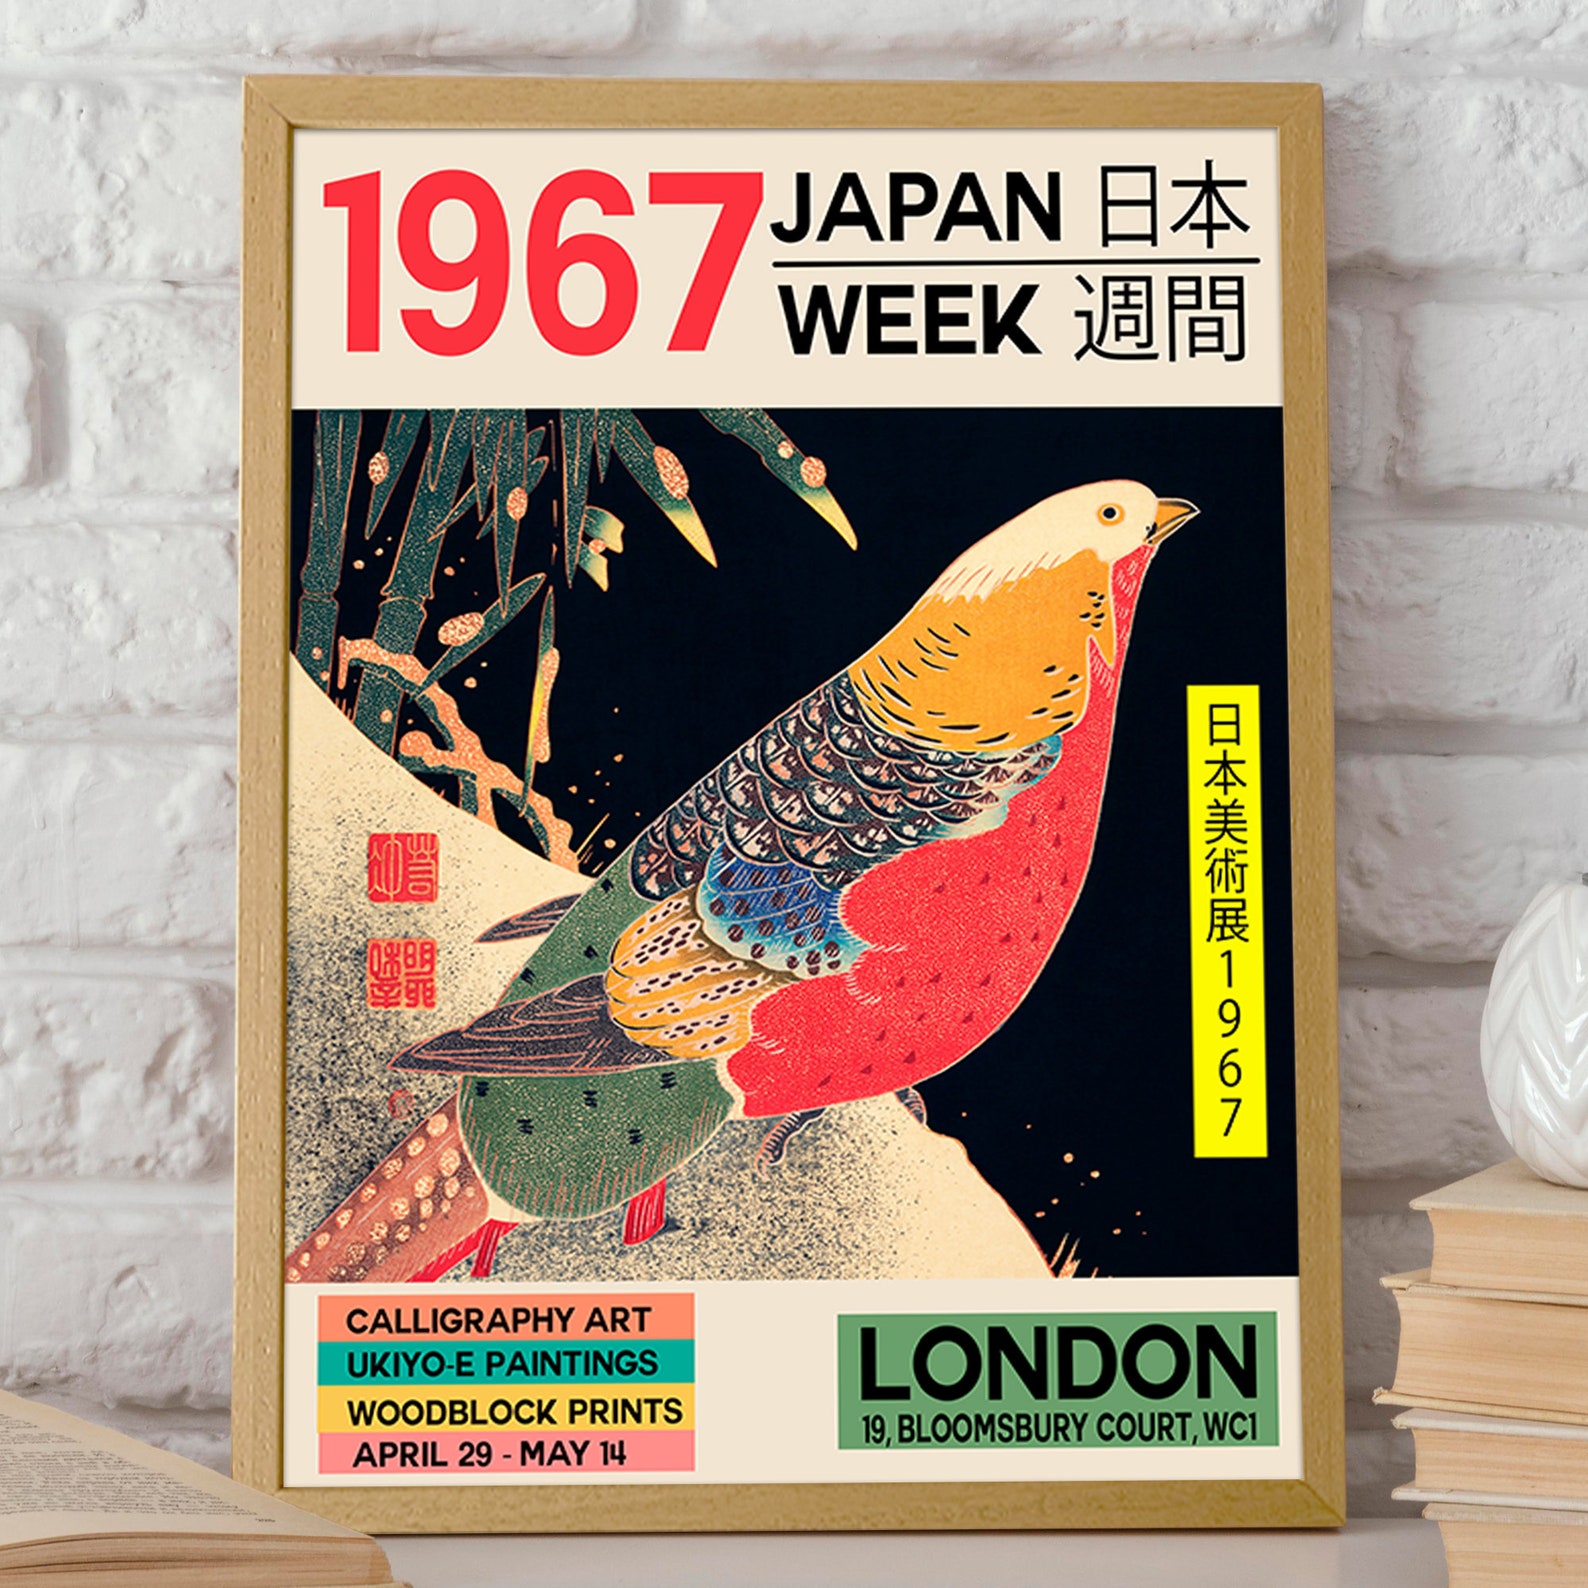 1967
JAPAN 日本
WEEK 週間
日本美術展1967
CALLIGRAPHY ART
UKIYO-E PAINTINGS
WOODBLOCK PRINTS
APRIL 29 - MAY 14
LONDON
19, BLOOMSBURY COURT, WC1